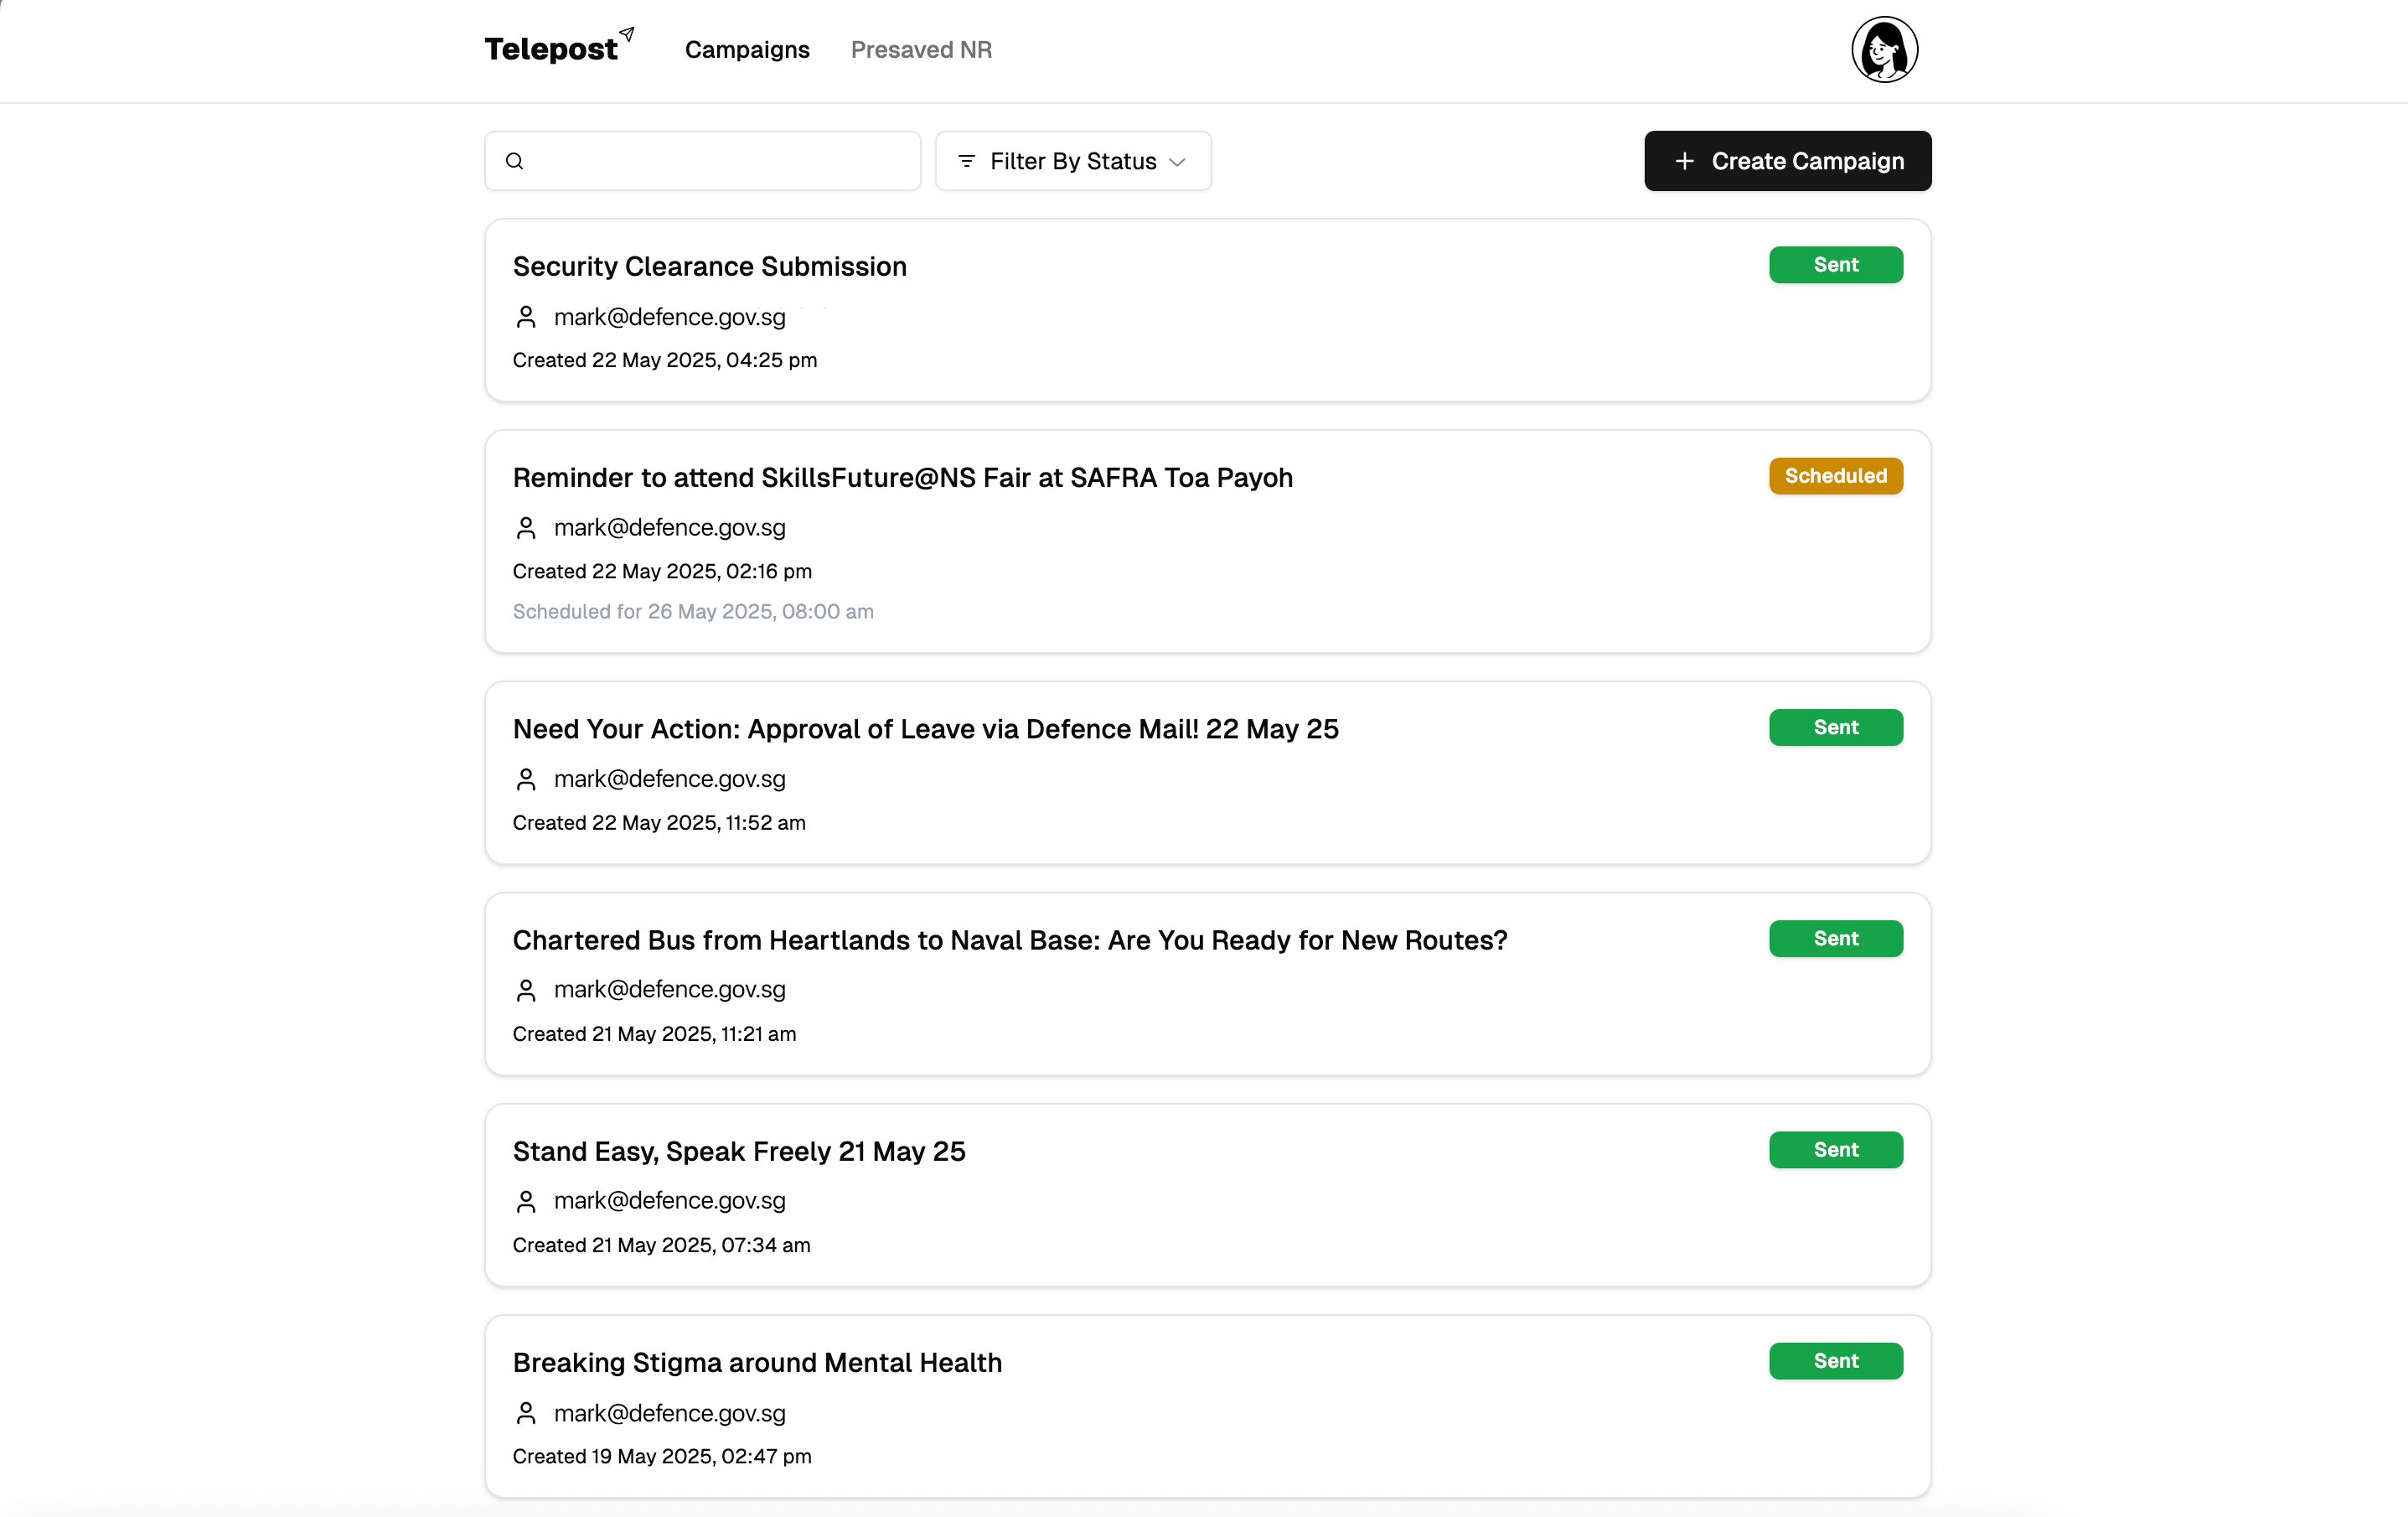 Telepost Campaigns Presaved NR
Filter By Status Create Campaign
Security Clearance Submission Sent
mark@defence.gov.sg
Created 22 May 2025, 04:25 pm
Reminder to attend SkillsFuture@NS Fair at SAFRA Toa Payoh Scheduled
mark@defence.gov.sg
Created 22 May 2025, 02:16 pm
Scheduled for 26 May 2025, 08:00 am
Need Your Action: Approval of Leave via Defence Mail! 22 May 25 Sent
mark@defence.gov.sg
Created 22 May 2025, 11:52 am
Chartered Bus from Heartlands to Naval Base: Are You Ready for New Routes? Sent
mark@defence.gov.sg
Created 21 May 2025, 11:21 am
Stand Easy, Speak Freely 21 May 25 Sent
mark@defence.gov.sg
Created 21 May 2025, 07:34 am
Breaking Stigma around Mental Health Sent
mark@defence.gov.sg
Created 19 May 2025, 02:47 pm